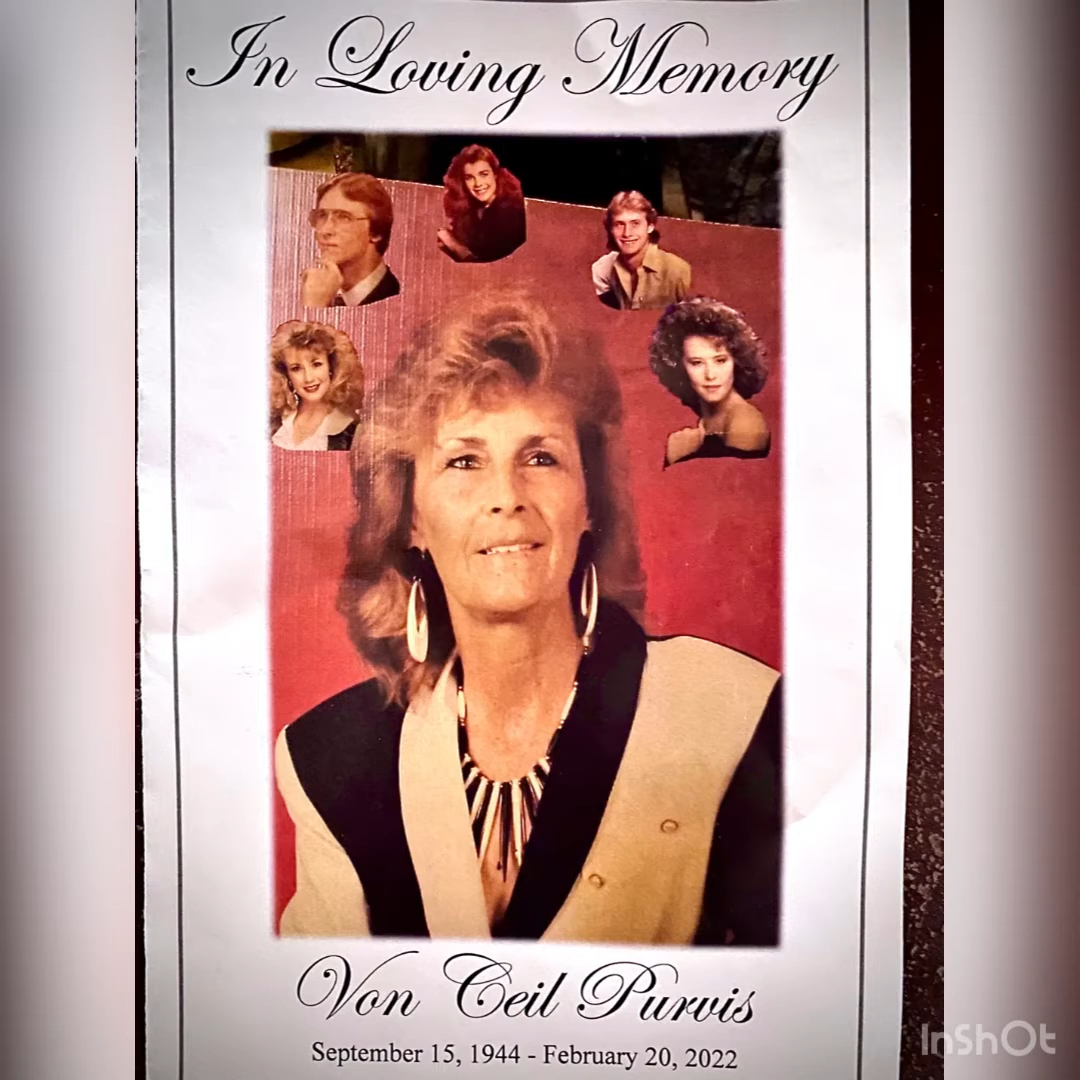 In Loving Memory
Von Ceil Purvis
September 15, 1944 - February 20, 2022
InShOt